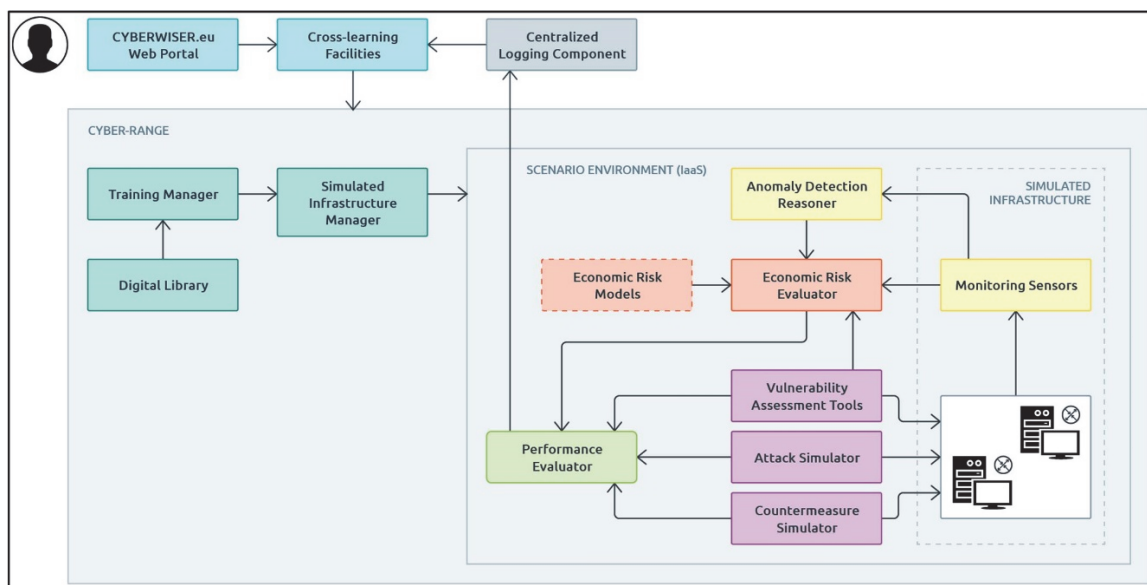 CYBERWISER.eu
Web Portal
Cross-learning
Facilities
Centralized
Logging Component
CYBER-RANGE
Training Manager
Simulated
Infrastructure
Manager
Digital Library
SCENARIO ENVIRONMENT (IaaS)
Anomaly Detection
Reasoner
SIMULATED
INFRASTRUCTURE
Economic Risk
Models
Economic Risk
Evaluator
Monitoring Sensors
Vulnerability
Assessment Tools
Performance
Evaluator
Attack Simulator
Countermeasure
Simulator